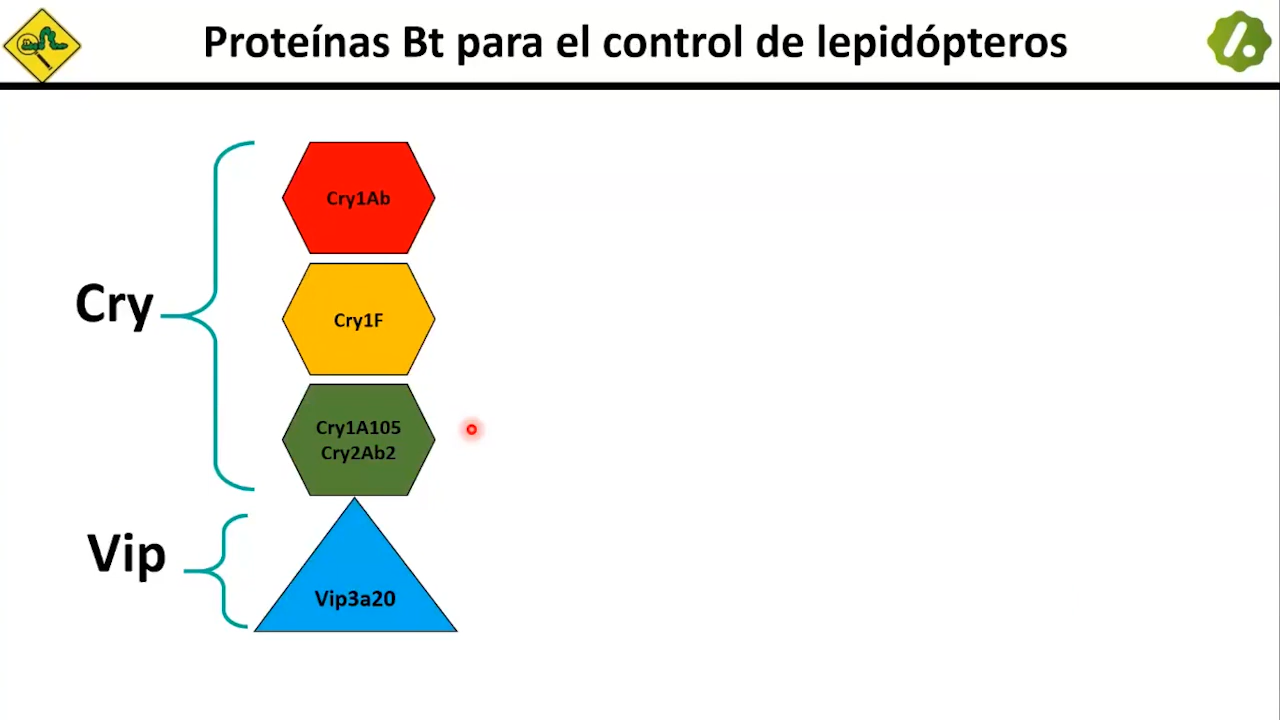 Proteínas Bt para el control de lepidópteros
Cry
Cry1Ab
Cry1F
Cry1A105
Cry2Ab2
Vip
Vip3a20